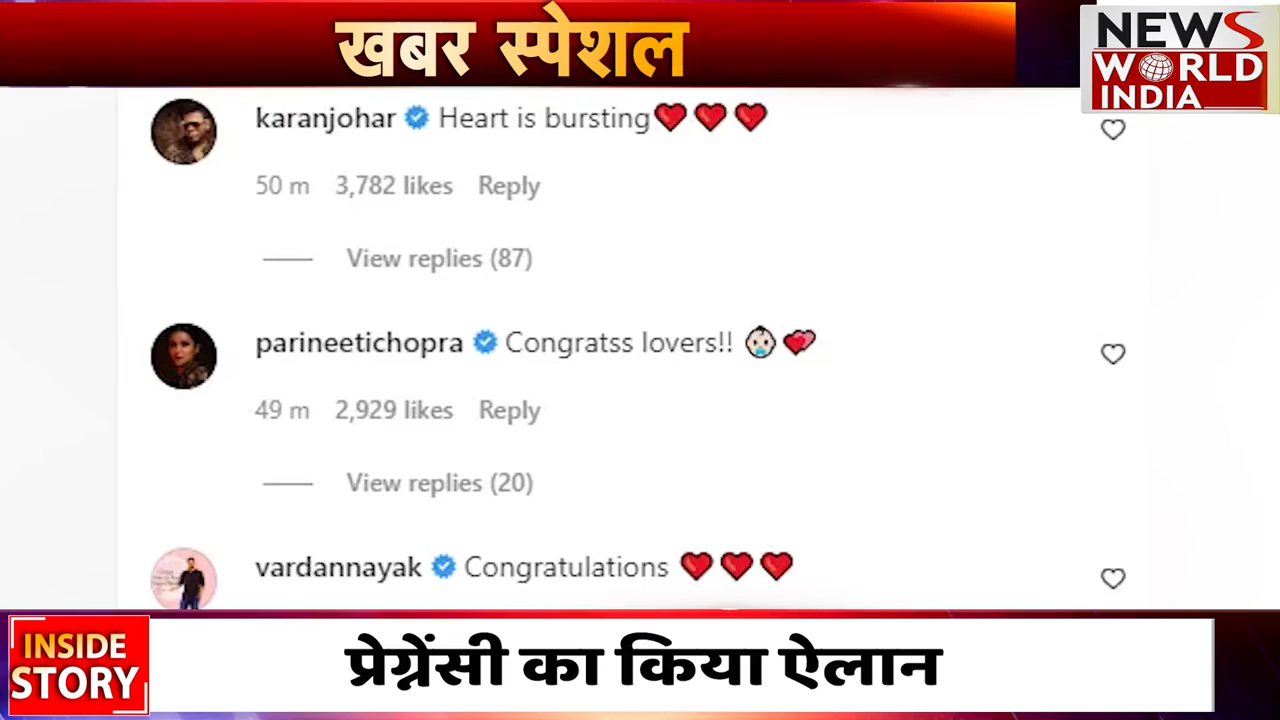 खबर स्पेशल
NEWS
WORLD
INDIA
karanjohar Heart is bursting❤️❤️❤️
50 m 3,782 likes Reply
View replies (87)
parineetichopra Congratss lovers!! 👶💕
49 m 2,929 likes Reply
View replies (20)
vardannayak Congratulations ❤️❤️❤️
INSIDE
STORY
प्रेग्नेंसी का किया ऐलान